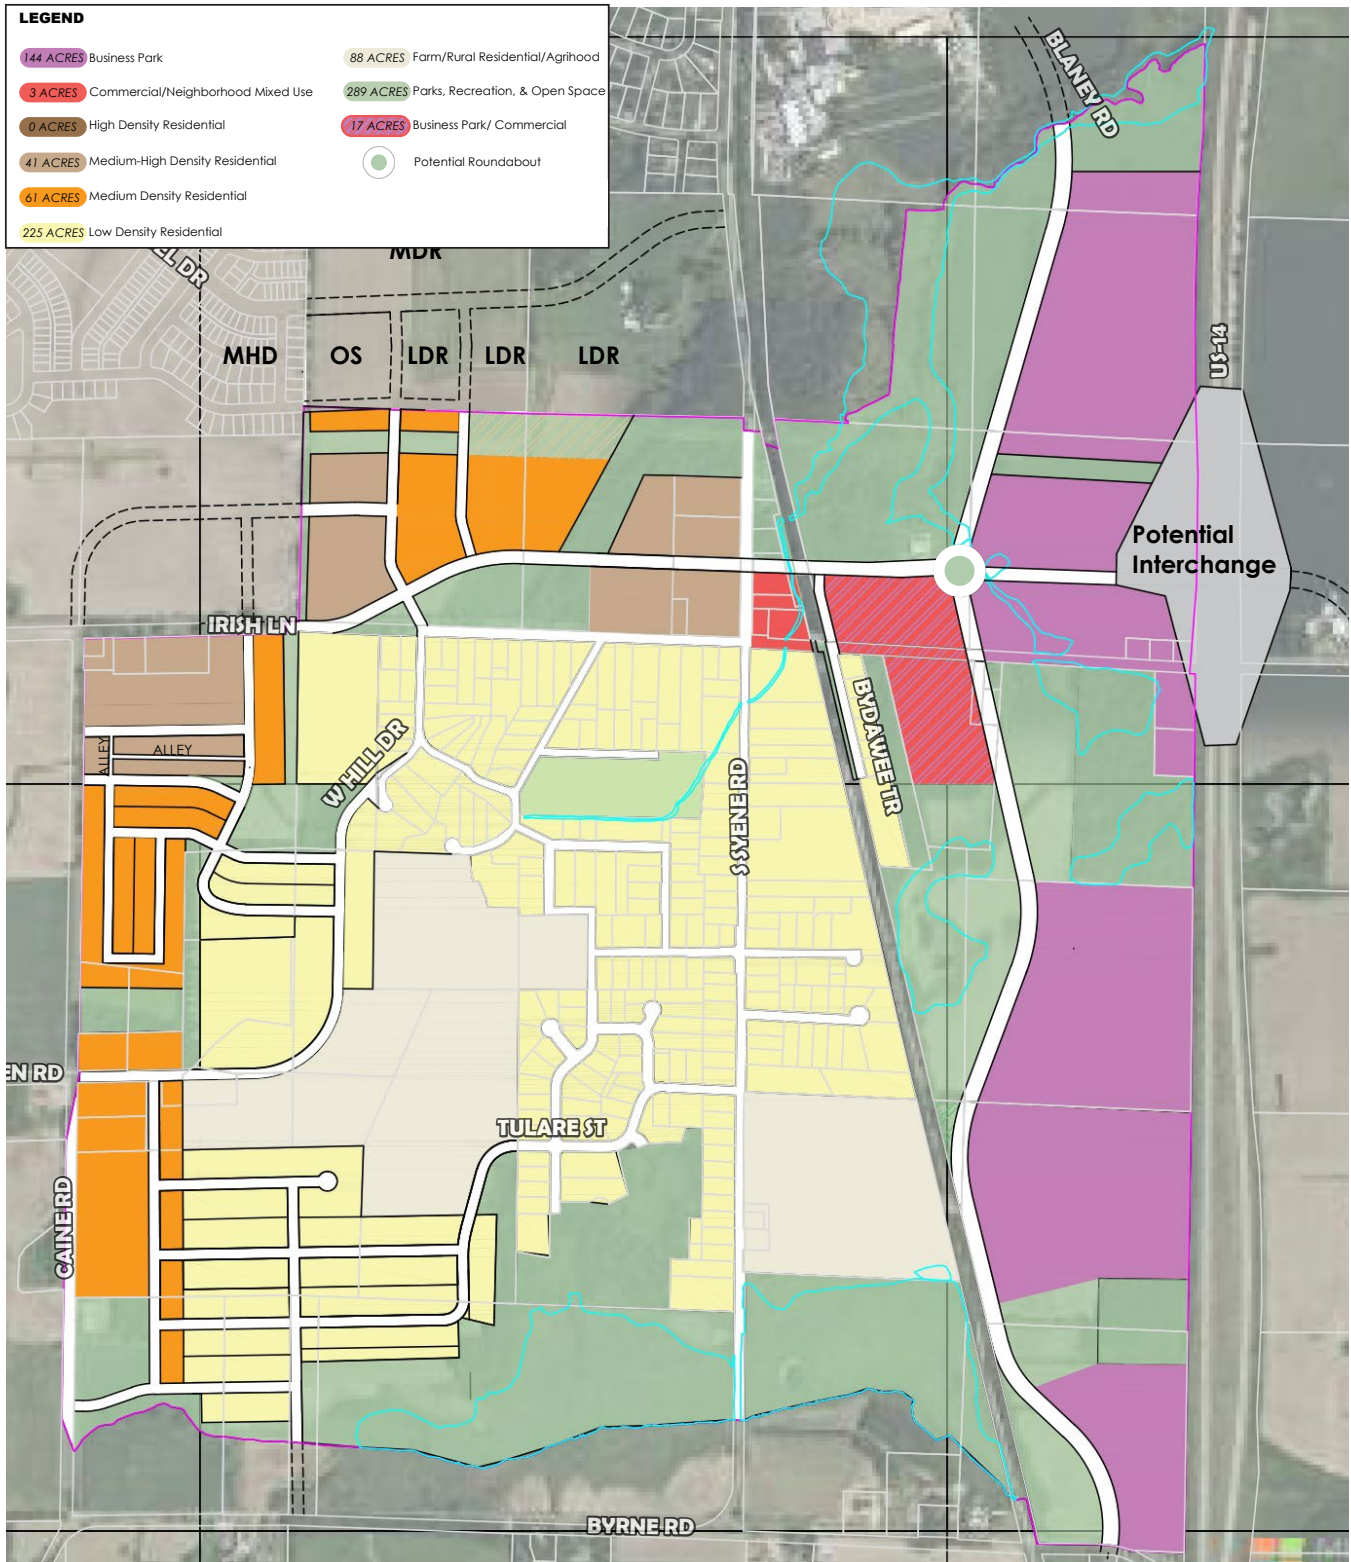 LEGEND
144 ACRES Business Park
3 ACRES Commercial/Neighborhood Mixed Use
0 ACRES High Density Residential
41 ACRES Medium-High Density Residential
61 ACRES Medium Density Residential
225 ACRES Low Density Residential
88 ACRES Farm/Rural Residential/Agrihood
289 ACRES Parks, Recreation, & Open Space
17 ACRES Business Park/ Commercial
Potential Roundabout
BLANEY RD
EL DR
MDR
US-14
MHD
OS
LDR
LDR
LDR
Potential
Interchange
IRISH LN
BYDAWEE TR
ALLEY
ALLEY
W HILL DR
S SYENE RD
EN RD
TULARE ST
CAINE RD
BYRNE RD